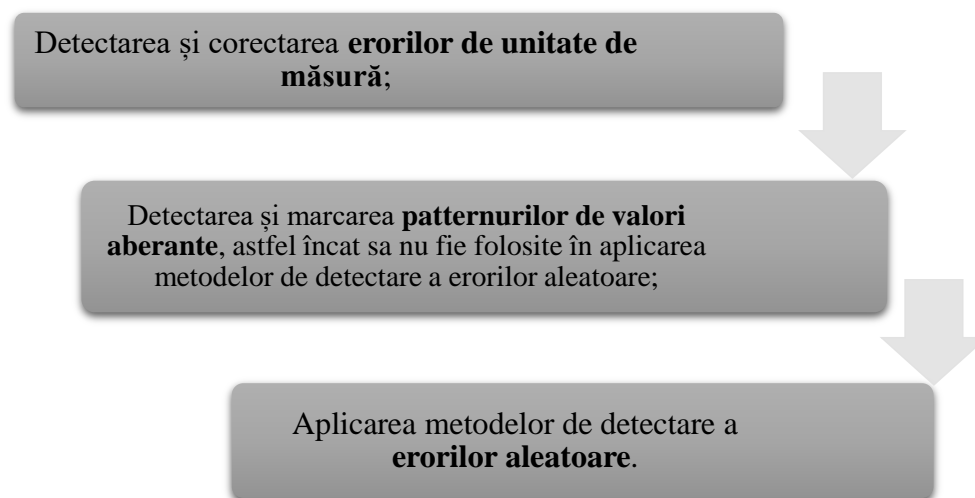 Detectarea și corectarea erorilor de unitate de
măsură;
Detectarea și marcarea patternurilor de valori
aberante, astfel încat sa nu fie folosite în aplicarea
metodelor de detectare a erorilor aleatoare;
Aplicarea metodelor de detectare a
erorilor aleatoare.